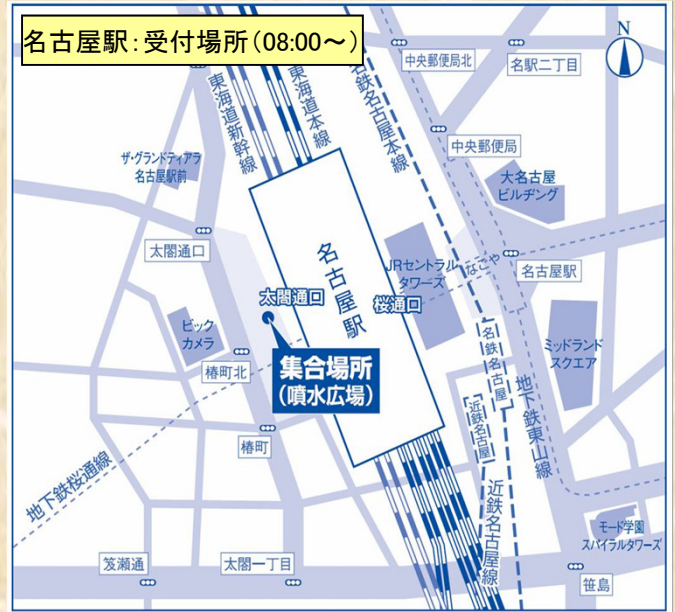 名古屋駅：受付場所（08:00～）
N
東海道新幹線
東海道本線
名鉄名古屋本線
中央郵便局北
名駅二丁目
中央郵便局
ザ・グランドティアラ
名古屋駅前
大名古屋
ビルヂング
太閤通口
名古屋駅
JRセントラル
タワーズ
なごや
名古屋駅
太閤通口
桜通口
ビック
カメラ
名鉄名古屋
ミッドランド
スクエア
椿町北
集合場所
（噴水広場）
近鉄名古屋
地下鉄東山線
椿町
地下鉄桜通線
近鉄名古屋線
モード学園
スパイラルタワーズ
笈瀬通
太閤一丁目
笹島